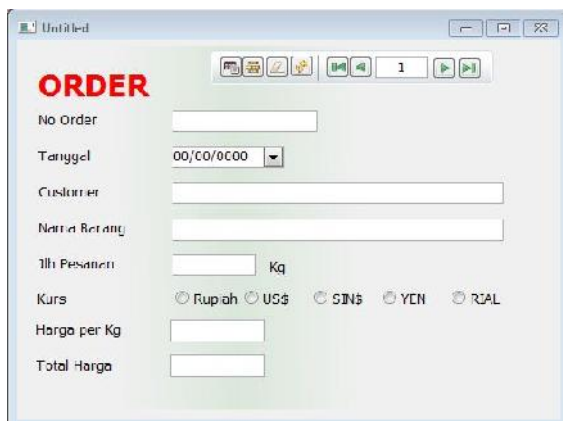 Untitled
1
ORDER
No Order
Tanggal 00/00/0000
Customer
Nama Barang
Jlh Pesanan Kg
Kurs Rupiah US$ SIN$ YEN RIAL
Harga per Kg
Total Harga